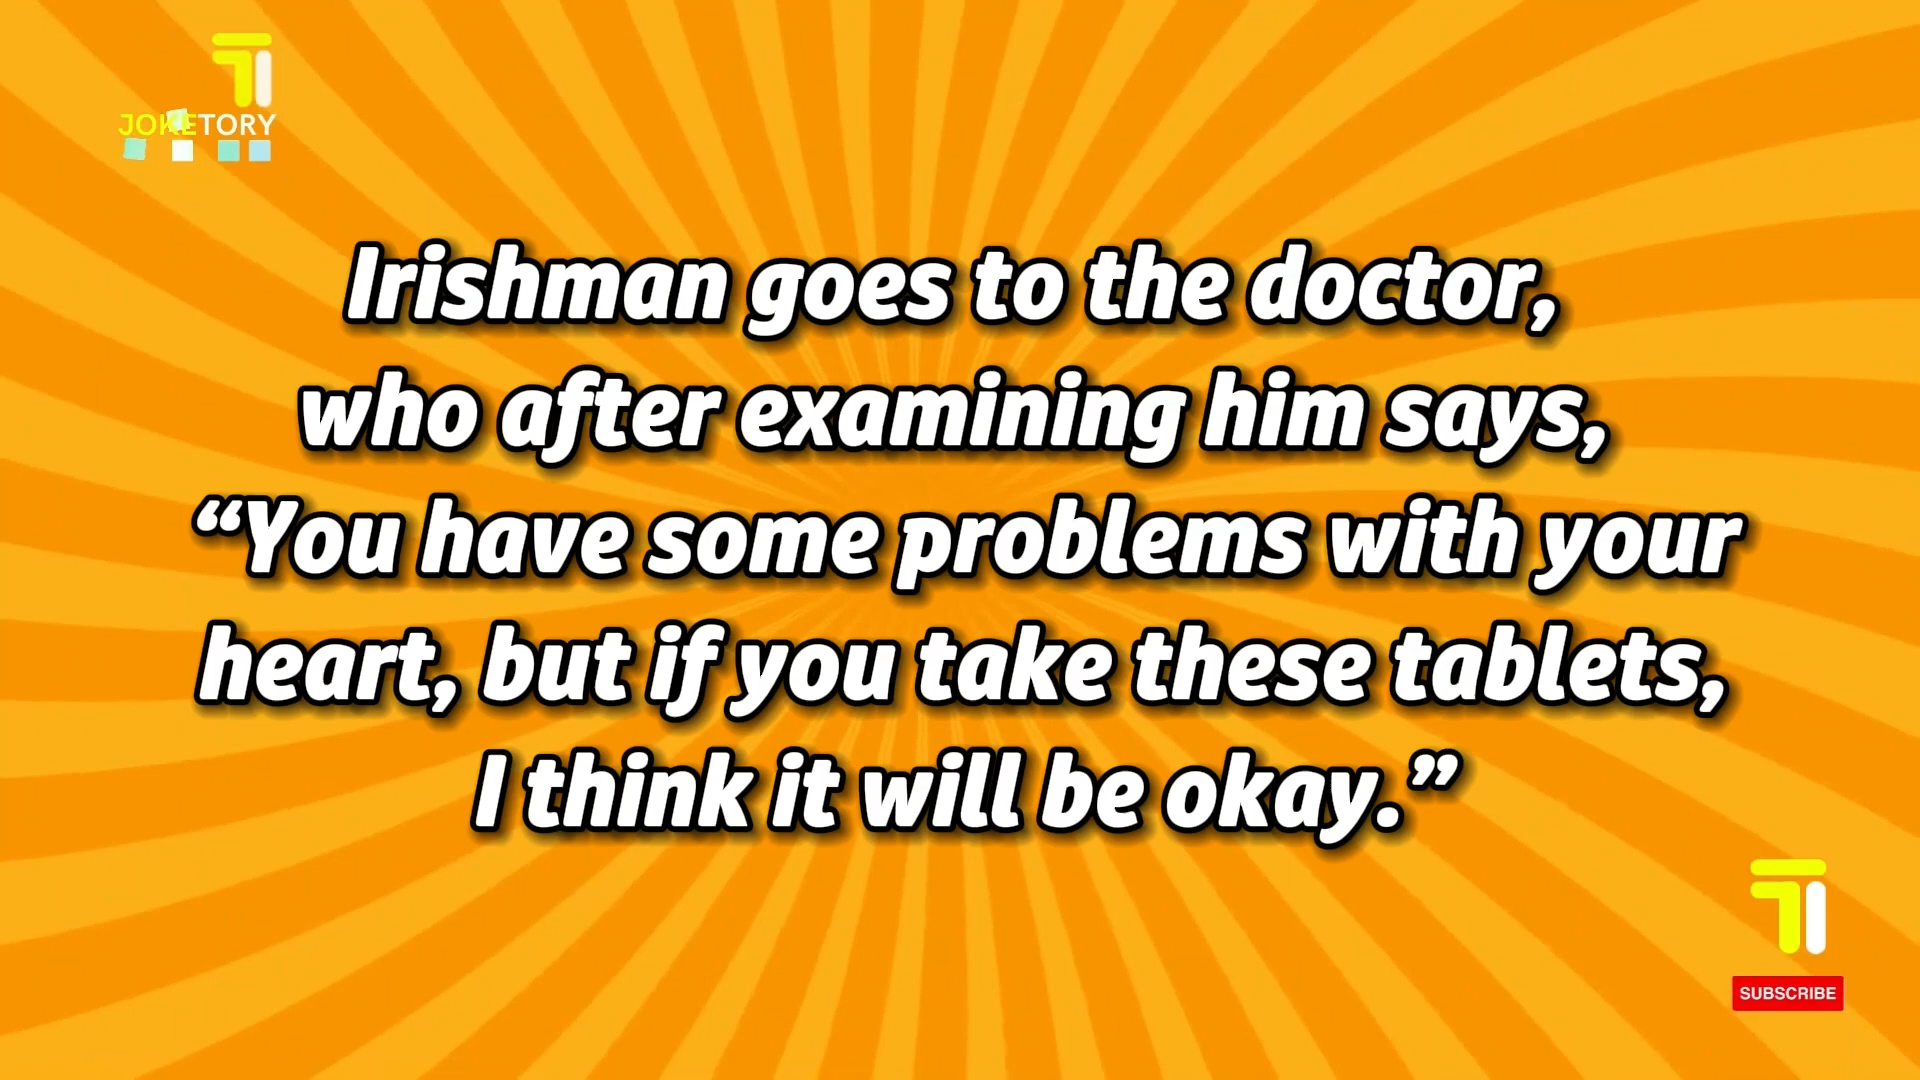 JOKETORY
Irishman goes to the doctor,
who after examining him says,
“You have some problems with your
heart, but if you take these tablets,
I think it will be okay.”
SUBSCRIBE